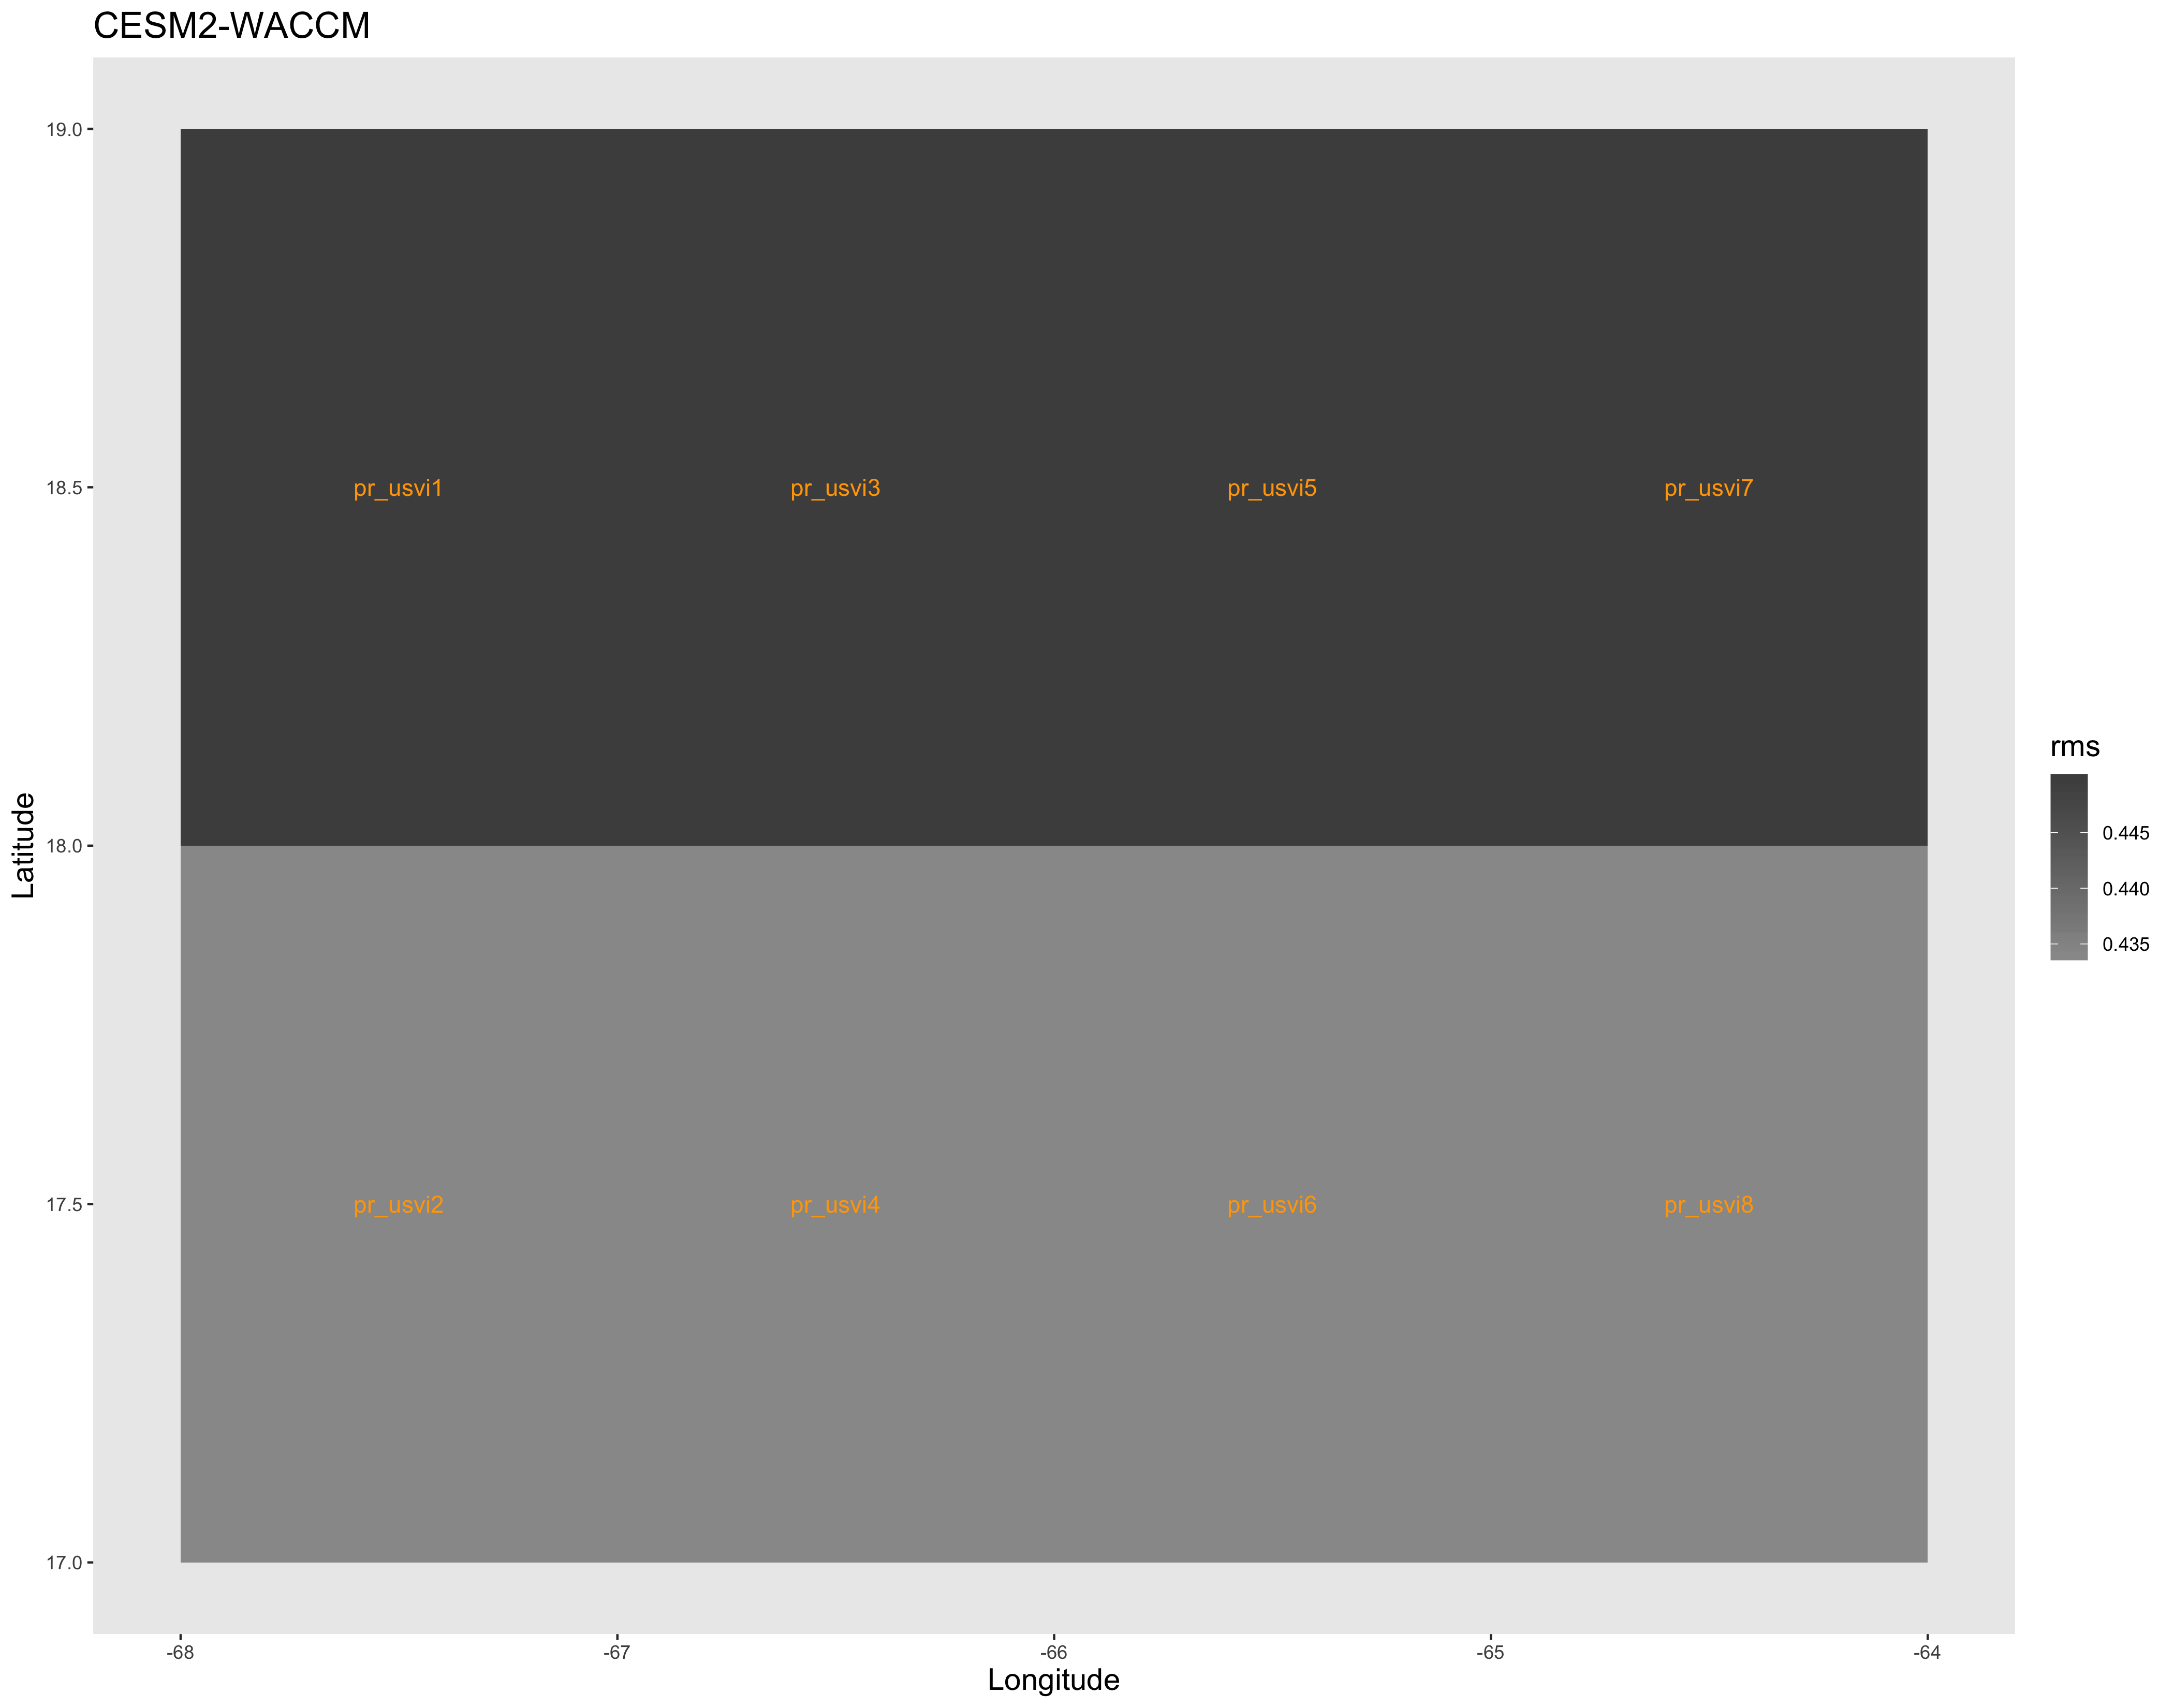 CESM2-WACCM
19.0
18.5
18.0
17.5
17.0
Latitude
pr_usvi1 pr_usvi3 pr_usvi5 pr_usvi7
pr_usvi2 pr_usvi4 pr_usvi6 pr_usvi8
-68 -67 -66 -65 -64
Longitude
rms
0.445
0.440
0.435